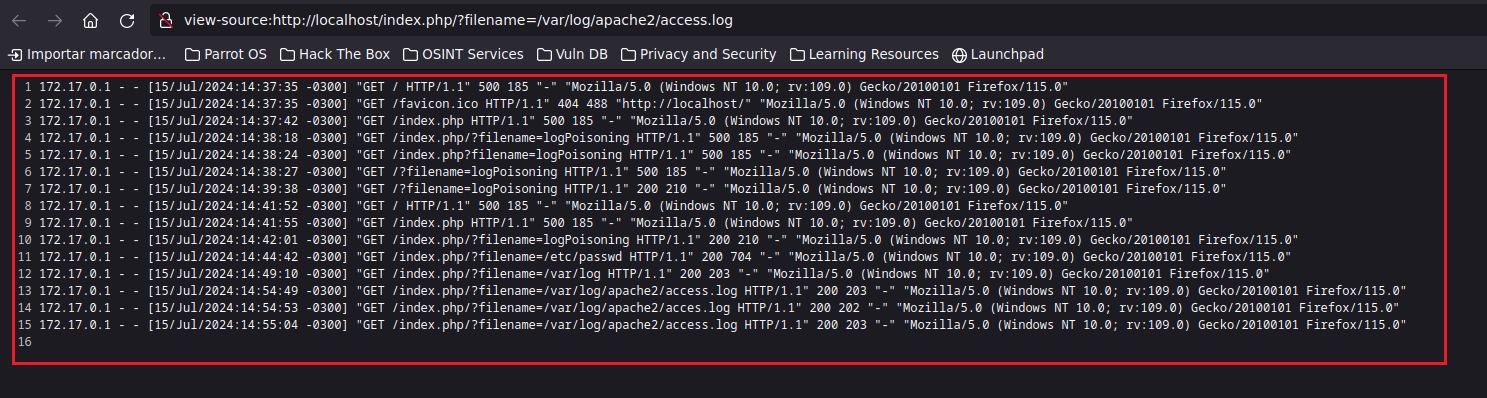 view-source:http://localhost/index.php/?filename=/var/log/apache2/access.log
Importar marcador... Parrot OS Hack The Box OSINT Services Vuln DB Privacy and Security Learning Resources Launchpad
1 172.17.0.1 - - [15/Jul/2024:14:37:35 -0300] "GET / HTTP/1.1" 500 185 "-" "Mozilla/5.0 (Windows NT 10.0; rv:109.0) Gecko/20100101 Firefox/115.0"
2 172.17.0.1 - - [15/Jul/2024:14:37:35 -0300] "GET /favicon.ico HTTP/1.1" 404 488 "http://localhost/" "Mozilla/5.0 (Windows NT 10.0; rv:109.0) Gecko/20100101 Firefox/115.0"
3 172.17.0.1 - - [15/Jul/2024:14:37:42 -0300] "GET /index.php HTTP/1.1" 500 185 "-" "Mozilla/5.0 (Windows NT 10.0; rv:109.0) Gecko/20100101 Firefox/115.0"
4 172.17.0.1 - - [15/Jul/2024:14:38:18 -0300] "GET /index.php?filename=logPoisoning HTTP/1.1" 500 185 "-" "Mozilla/5.0 (Windows NT 10.0; rv:109.0) Gecko/20100101 Firefox/115.0"
5 172.17.0.1 - - [15/Jul/2024:14:38:24 -0300] "GET /index.php?filename=logPoisoning HTTP/1.1" 500 185 "-" "Mozilla/5.0 (Windows NT 10.0; rv:109.0) Gecko/20100101 Firefox/115.0"
6 172.17.0.1 - - [15/Jul/2024:14:38:27 -0300] "GET /?filename=logPoisoning HTTP/1.1" 500 185 "-" "Mozilla/5.0 (Windows NT 10.0; rv:109.0) Gecko/20100101 Firefox/115.0"
7 172.17.0.1 - - [15/Jul/2024:14:39:38 -0300] "GET /?filename=logPoisoning HTTP/1.1" 200 210 "-" "Mozilla/5.0 (Windows NT 10.0; rv:109.0) Gecko/20100101 Firefox/115.0"
8 172.17.0.1 - - [15/Jul/2024:14:41:52 -0300] "GET / HTTP/1.1" 500 185 "-" "Mozilla/5.0 (Windows NT 10.0; rv:109.0) Gecko/20100101 Firefox/115.0"
9 172.17.0.1 - - [15/Jul/2024:14:41:55 -0300] "GET /index.php HTTP/1.1" 500 185 "-" "Mozilla/5.0 (Windows NT 10.0; rv:109.0) Gecko/20100101 Firefox/115.0"
10 172.17.0.1 - - [15/Jul/2024:14:42:01 -0300] "GET /index.php/?filename=logPoisoning HTTP/1.1" 200 210 "-" "Mozilla/5.0 (Windows NT 10.0; rv:109.0) Gecko/20100101 Firefox/115.0"
11 172.17.0.1 - - [15/Jul/2024:14:44:42 -0300] "GET /index.php/?filename=/etc/passwd HTTP/1.1" 200 704 "-" "Mozilla/5.0 (Windows NT 10.0; rv:109.0) Gecko/20100101 Firefox/115.0"
12 172.17.0.1 - - [15/Jul/2024:14:49:10 -0300] "GET /index.php/?filename=/var/log HTTP/1.1" 200 203 "-" "Mozilla/5.0 (Windows NT 10.0; rv:109.0) Gecko/20100101 Firefox/115.0"
13 172.17.0.1 - - [15/Jul/2024:14:54:49 -0300] "GET /index.php/?filename=/var/log/apache2/access.log HTTP/1.1" 200 203 "-" "Mozilla/5.0 (Windows NT 10.0; rv:109.0) Gecko/20100101 Firefox/115.0"
14 172.17.0.1 - - [15/Jul/2024:14:54:53 -0300] "GET /index.php/?filename=/var/log/apache2/acces.log HTTP/1.1" 200 202 "-" "Mozilla/5.0 (Windows NT 10.0; rv:109.0) Gecko/20100101 Firefox/115.0"
15 172.17.0.1 - - [15/Jul/2024:14:55:04 -0300] "GET /index.php/?filename=/var/log/apache2/access.log HTTP/1.1" 200 203 "-" "Mozilla/5.0 (Windows NT 10.0; rv:109.0) Gecko/20100101 Firefox/115.0"
16